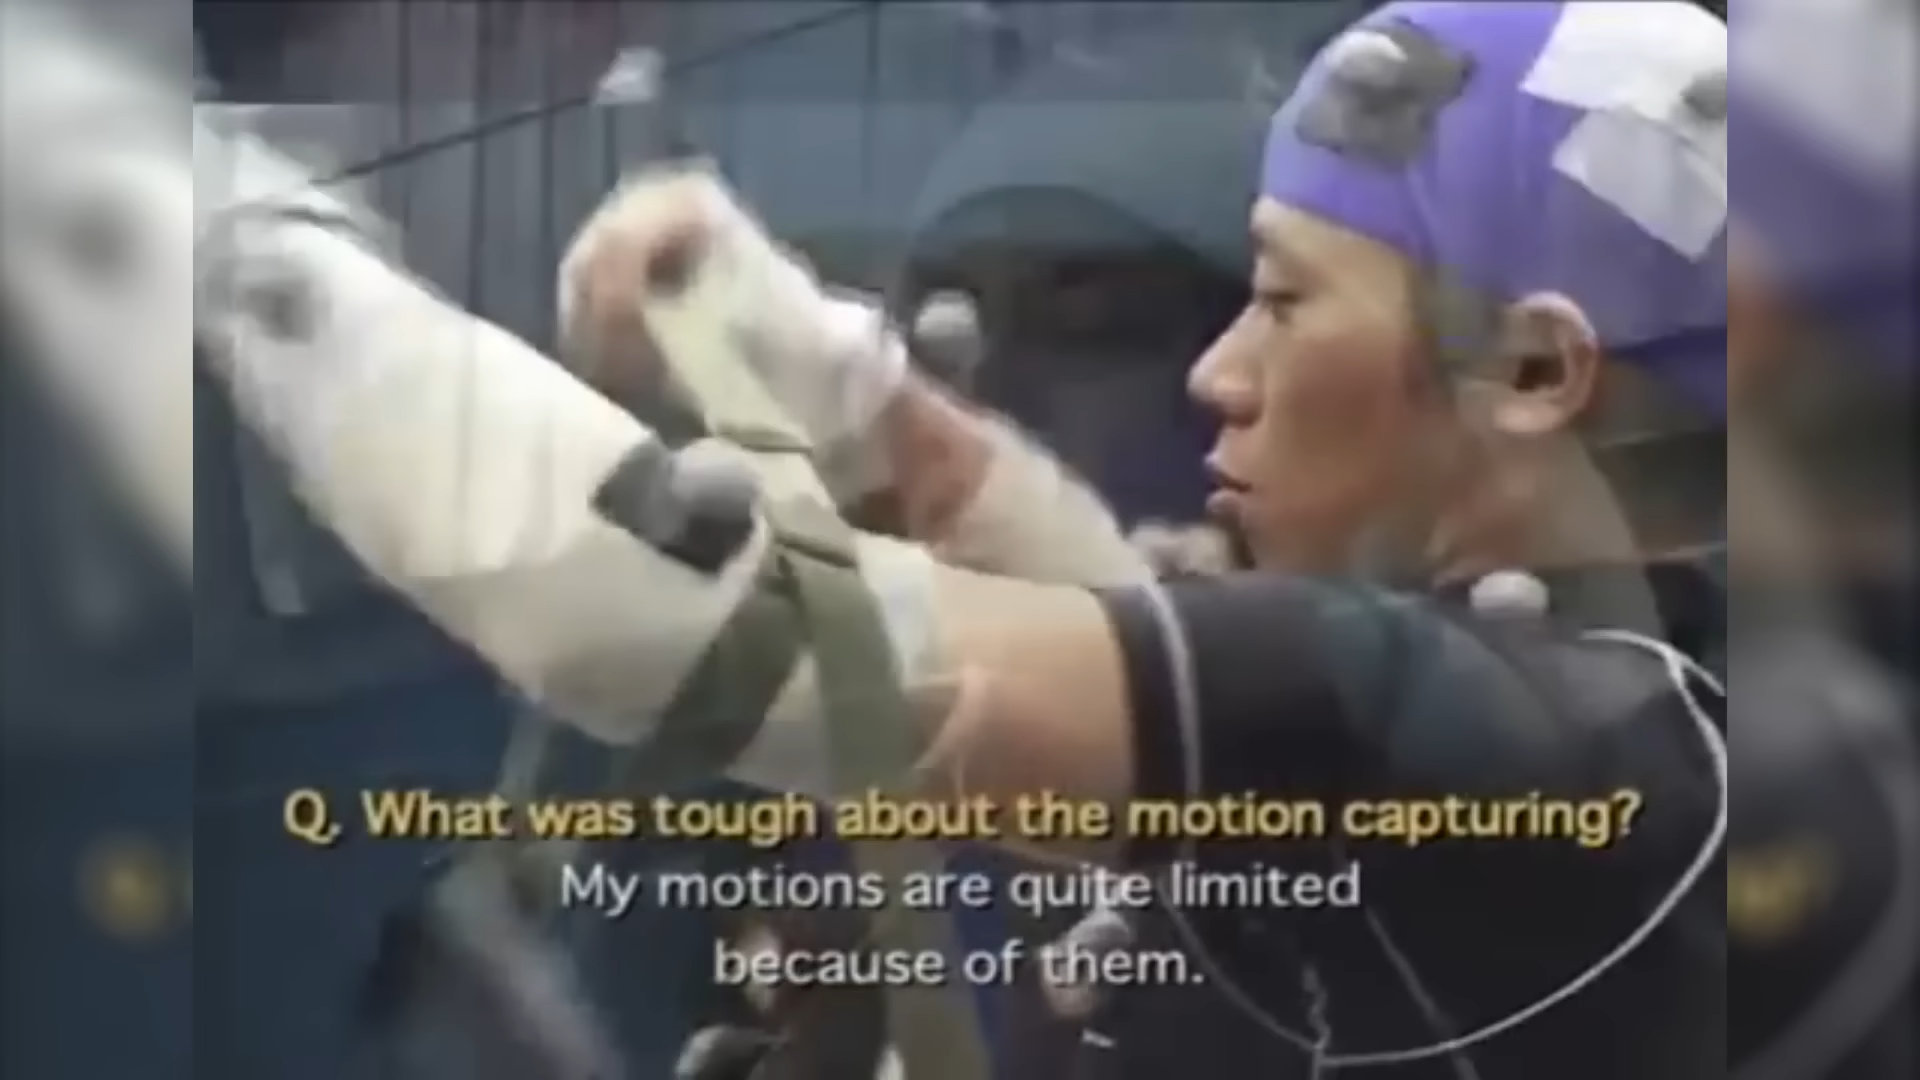 Q. What was tough about the motion capturing?
My motions are quite limited
because of them.